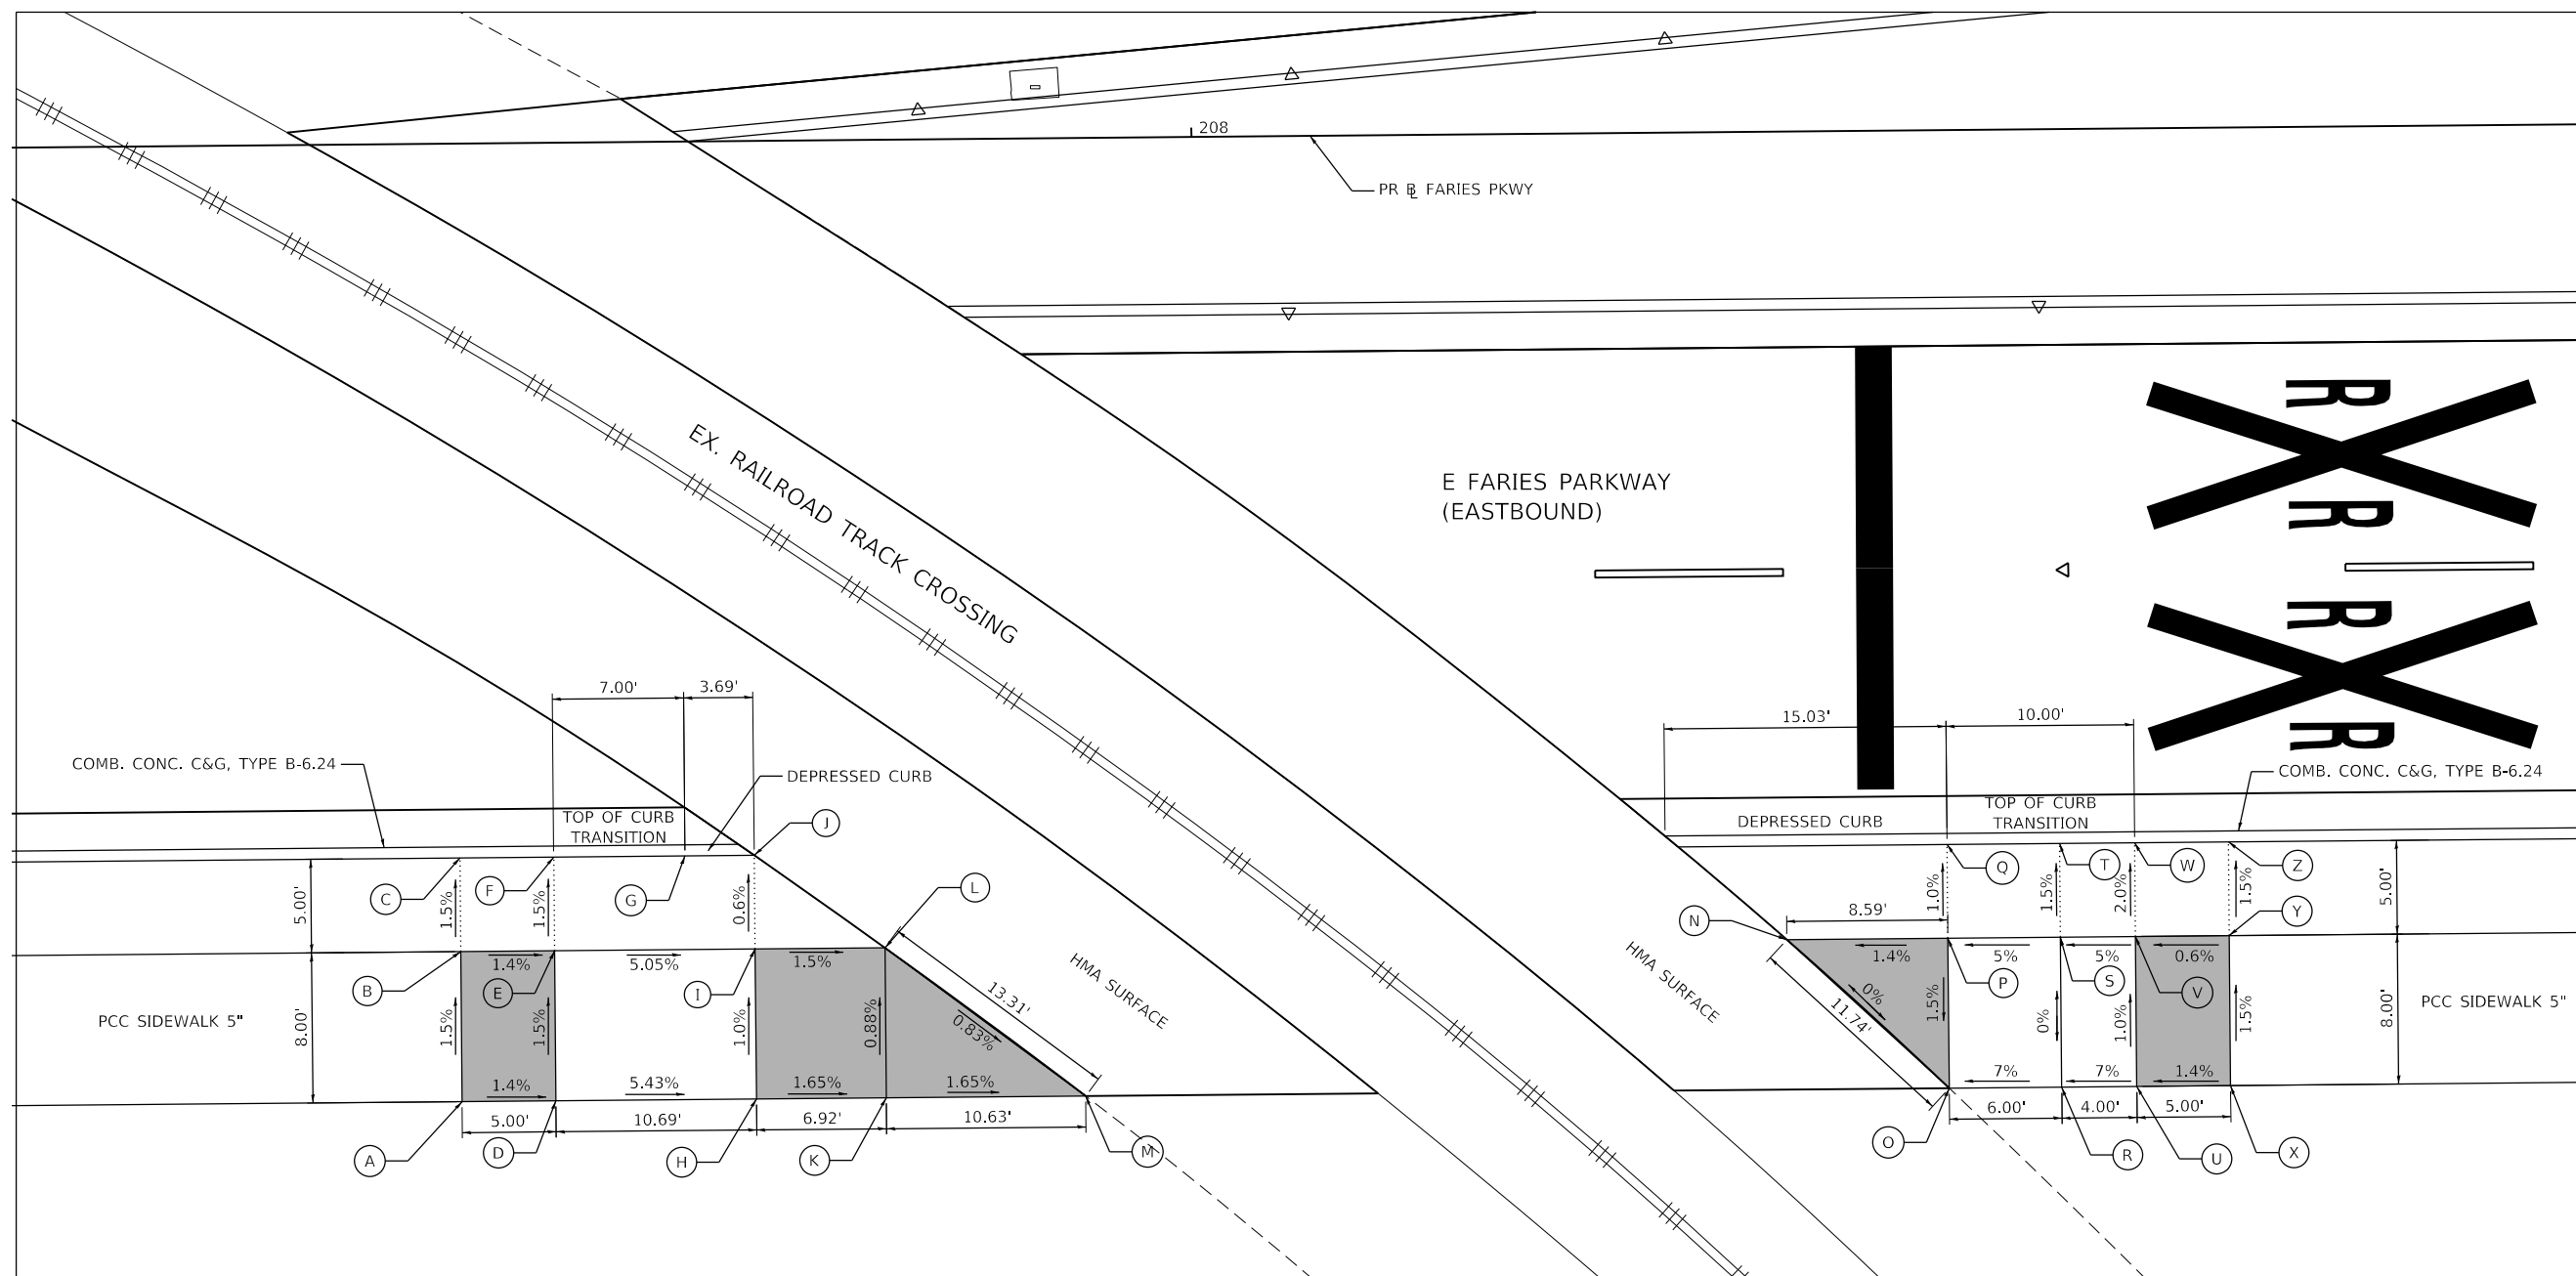 208
PR ℄ FARIES PKWY
EX. RAILROAD TRACK CROSSING
E FARIES PARKWAY
(EASTBOUND)
R
R
R
R
7.00'
3.69'
15.03'
10.00'
COMB. CONC. C&G, TYPE B-6.24
DEPRESSED CURB
TOP OF CURB
TRANSITION
J
DEPRESSED CURB
TOP OF CURB
TRANSITION
COMB. CONC. C&G, TYPE B-6.24
5.00'
C
1.5%
F
1.5%
G
0.6%
L
N
8.59'
1.0%
Q
1.5%
T
2.0%
W
1.5%
Z
Y
5.00'
B
1.4%
E
5.05%
I
1.5%
13.31'
HMA SURFACE
HMA SURFACE
11.74'
1.4%
0%
P
5%
S
5%
V
0.6%
PCC SIDEWALK 5"
8.00'
1.5%
1.5%
1.0%
0.88%
0.83%
1.5%
0%
1.0%
1.5%
8.00'
PCC SIDEWALK 5"
1.4%
5.43%
1.65%
1.65%
7%
7%
1.4%
5.00'
10.69'
6.92'
10.63'
6.00'
4.00'
5.00'
A
D
H
K
M
O
R
U
X